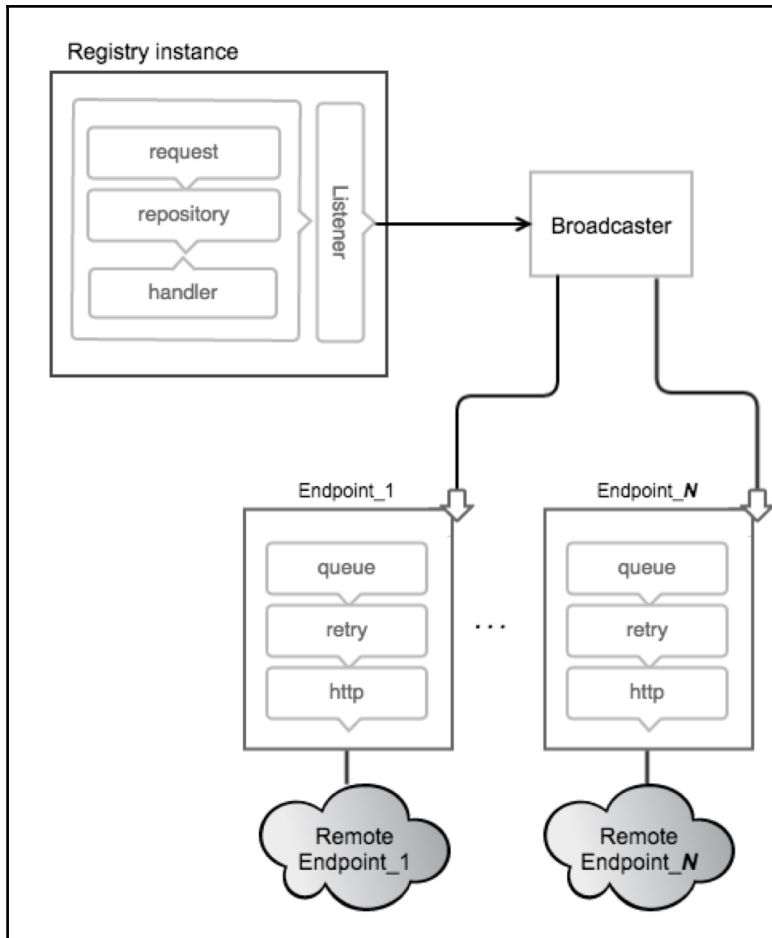 Registry instance
request
repository
handler
Listener
Broadcaster
Endpoint_1
queue
retry
http
...
Endpoint_N
queue
retry
http
Remote
Endpoint_1
Remote
Endpoint_N